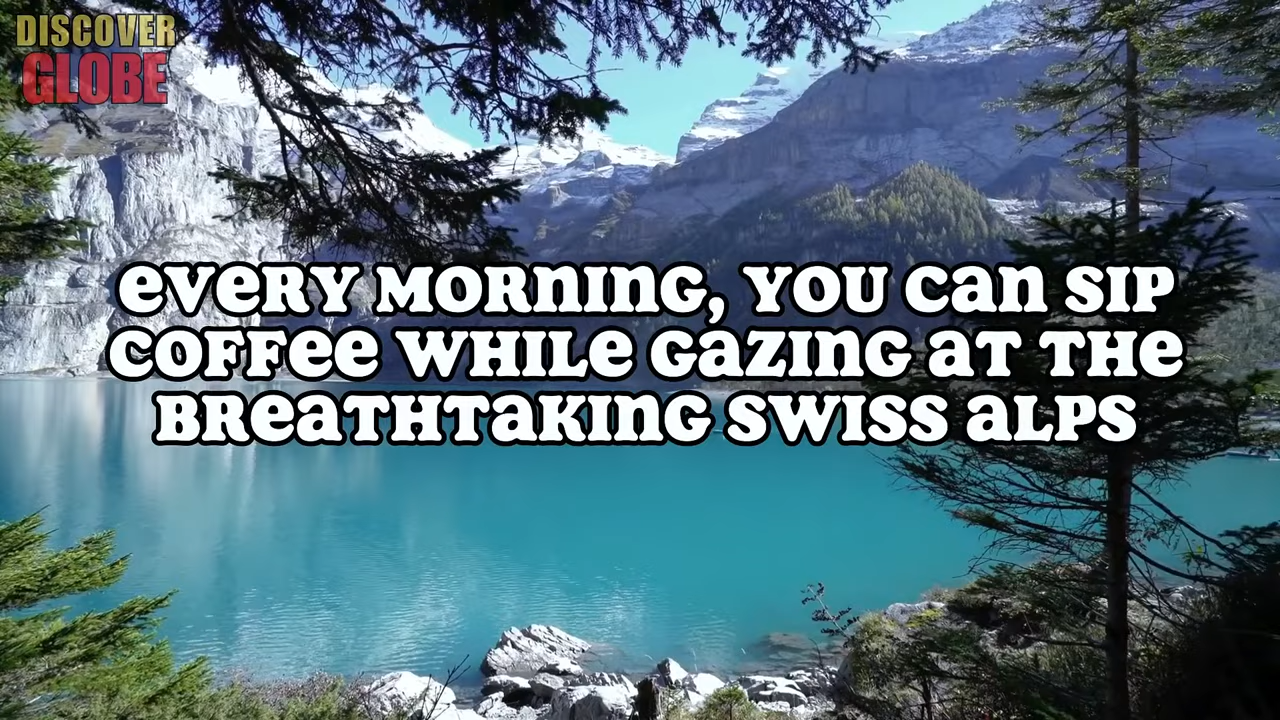 DISCOVER
GLOBE
eVeRY MORnInG, YOU Can SIP
COFFee WHILe GaZInG aT THe
BReaTHTaKInG SWISS aLPS